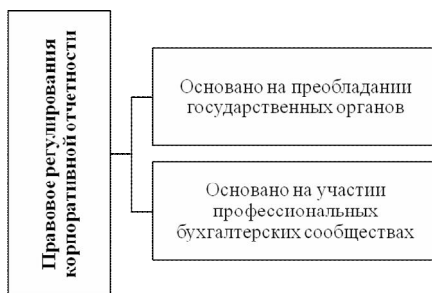 Правовое регулирования
корпоративной отчетности
Основано на преобладании
государственных органов
Основано на участии
профессиональных
бухгалтерских сообществах